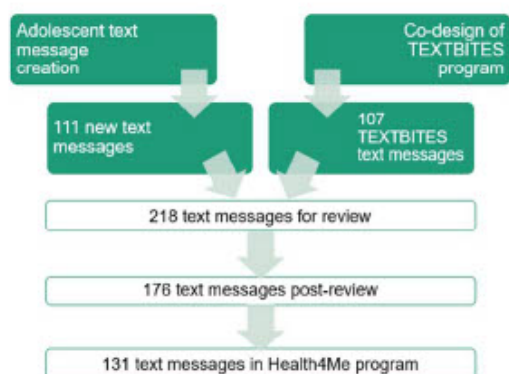 Adolescent text
message
creation
Co-design of
TEXTBITES
program
111 new text
messages
107
TEXTBITES
text messages
218 text messages for review
176 text messages post-review
131 text messages in Health4Me program